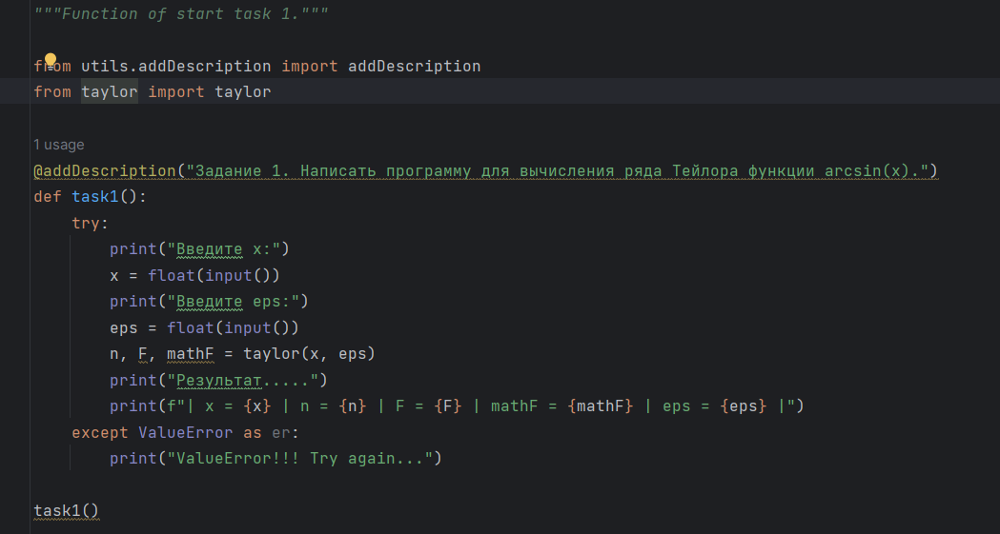 """Function of start task 1."""
from utils.addDescription import addDescription
from taylor import taylor
1 usage
@addDescription("Задание 1. Написать программу для вычисления ряда Тейлора функции arcsin(x).")
def task1():
try:
print("Введите x:")
x = float(input())
print("Введите eps:")
eps = float(input())
n, F, mathF = taylor(x, eps)
print("Результат.....")
print(f"| x = {x} | n = {n} | F = {F} | mathF = {mathF} | eps = {eps} |")
except ValueError as er:
print("ValueError!!! Try again...")
task1()